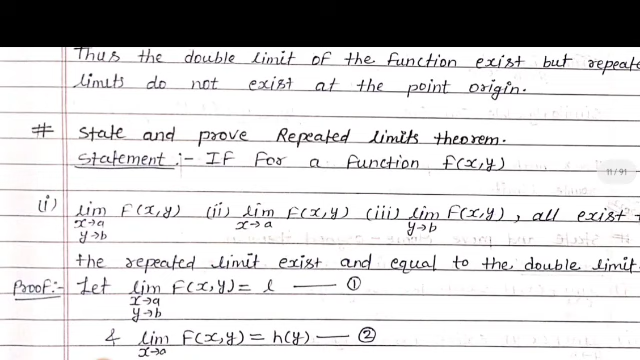 Thus the double limit of the function exist but repeate
limits do not exist at the point origin.
# State and prove Repeated limits theorem.
Statement :- If for a function f(x,y)
11/91
(i) lim x→a y→b F(x,y) (ii) lim x→a F(x,y) (iii) lim y→b F(x,y), all exist
the repeated limit exist and equal to the double limit.
Proof:- Let lim x→a y→b F(x,y) = l —— ①
& lim x→a F(x,y) = h(y) —— ②